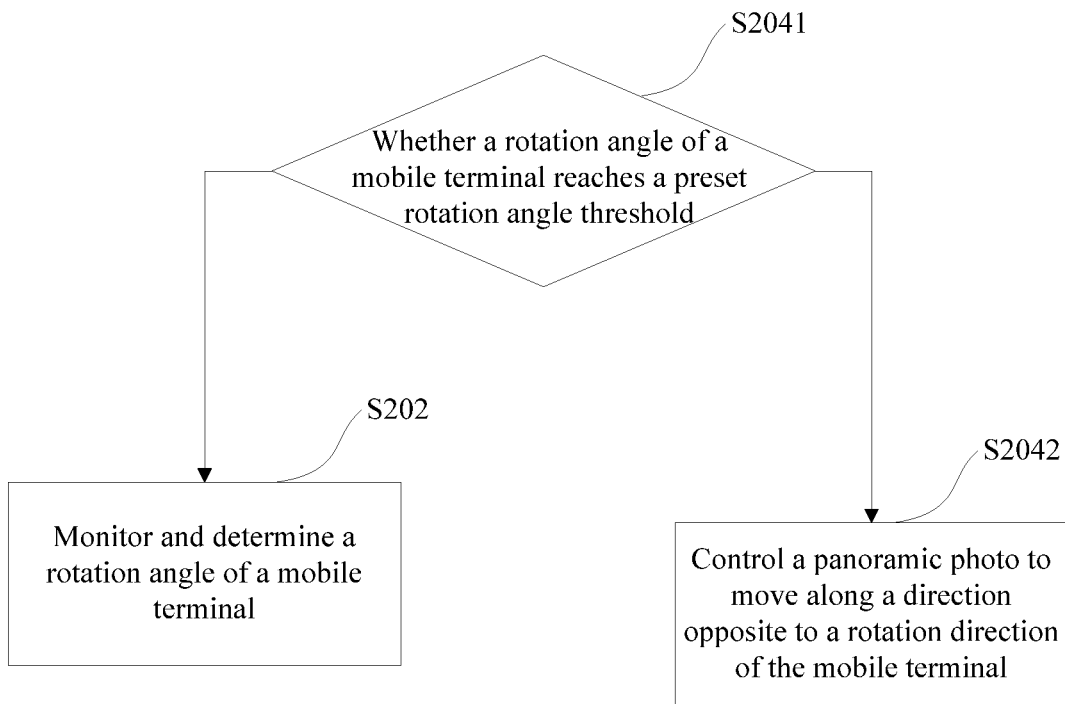 S2041
Whether a rotation angle of a
mobile terminal reaches a preset
rotation angle threshold
S202
Monitor and determine a
rotation angle of a mobile
terminal
S2042
Control a panoramic photo to
move along a direction
opposite to a rotation direction
of the mobile terminal